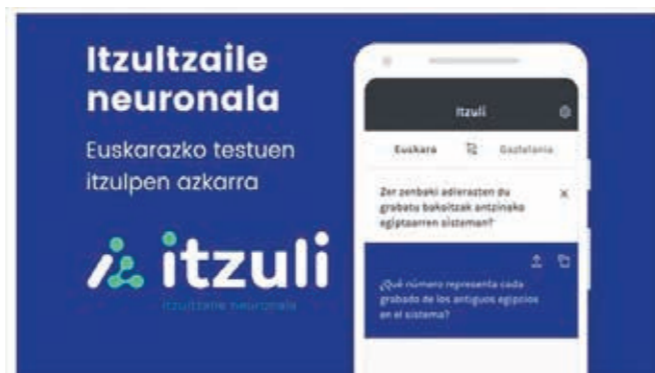 Itzultzaile
neuronala
Euskarazko testuen
itzulpen azkarra
itzuli
itzultzaile neuronala
Itzuli
Euskara Gaztelania
Zer zenbaki adierazten du
grabatu bakoitzak antzinako
egiptoarren sisteman?
¿Qué número representa cada
grabado de los antiguos egipcios
en el sistema?